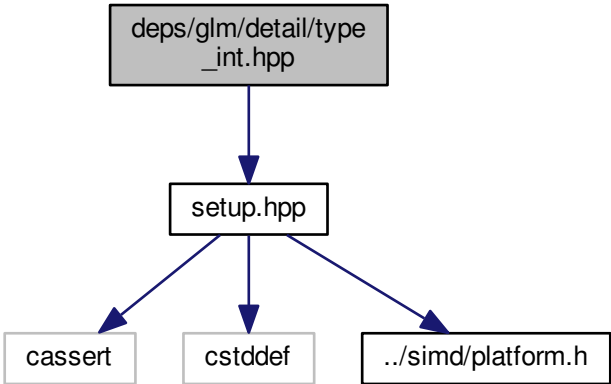 deps/glm/detail/type
_int.hpp
setup.hpp
cassert
cstddef
../simd/platform.h